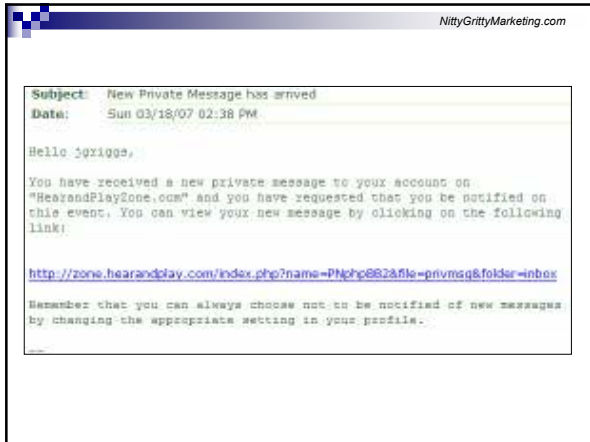 NittyGrittyMarketing.com
Subject: New Private Message has arrived
Date: Sun 03/18/07 02:38 PM
Hello jgriggs,
You have received a new private message to your account on
"HearandPlayZone.com" and you have requested that you be notified on
this event. You can view your new message by clicking on the following
link:
http://zone.hearandplay.com/index.php?name=PNphpBB2&file=privmsg&folder=inbox
Remember that you can always choose not to be notified of new messages
by changing the appropriate setting in your profile.
--